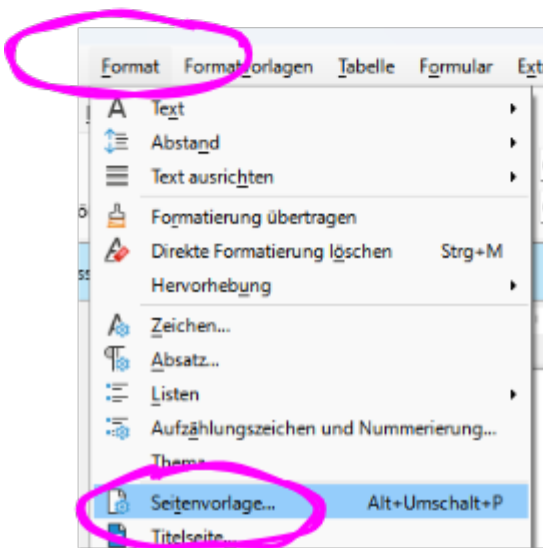 Format Formatvorlagen Tabelle Formular Ext
Text
Abstand
Text ausrichten
Formatierung übertragen
Direkte Formatierung löschen Strg+M
Hervorhebung
Zeichen...
Absatz...
Listen
Aufzählungszeichen und Nummerierung...
Thema...
Seitenvorlage... Alt+Umschalt+P
Titelseite...